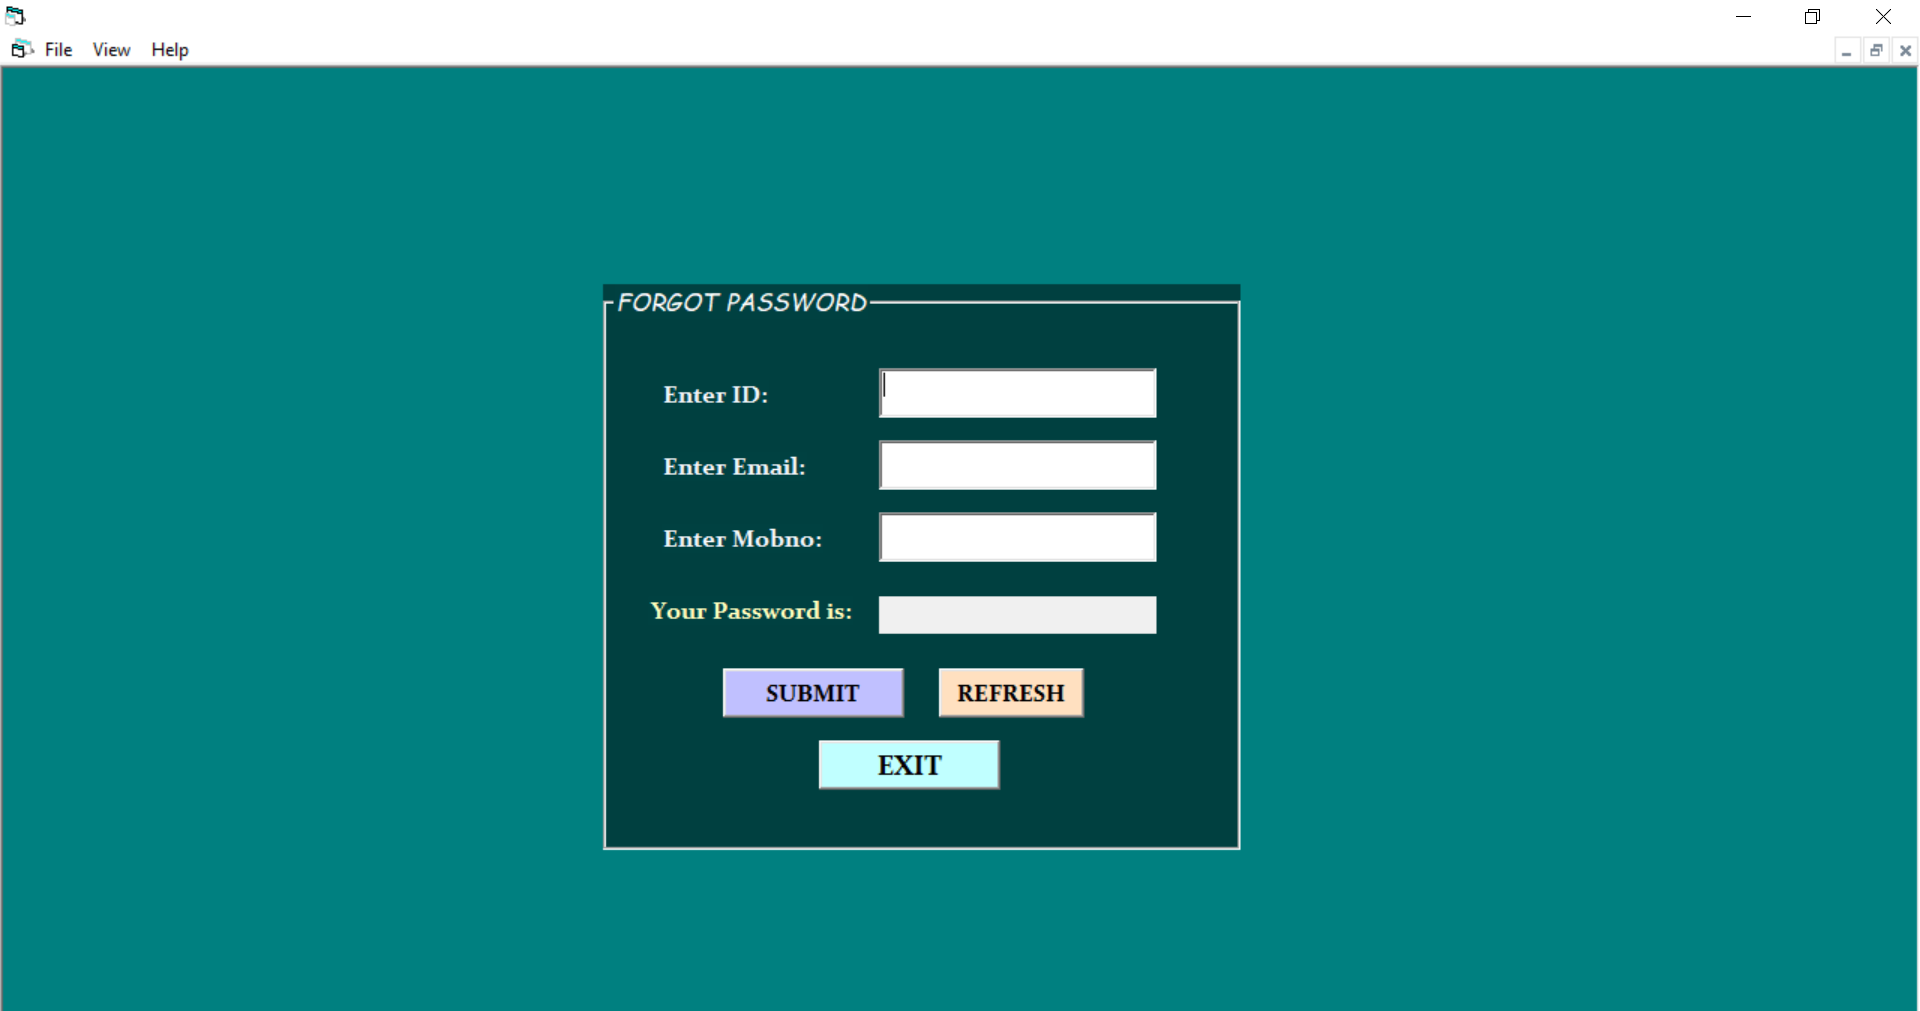 File View Help
FORGOT PASSWORD
Enter ID:
Enter Email:
Enter Mobno:
Your Password is:
SUBMIT REFRESH
EXIT